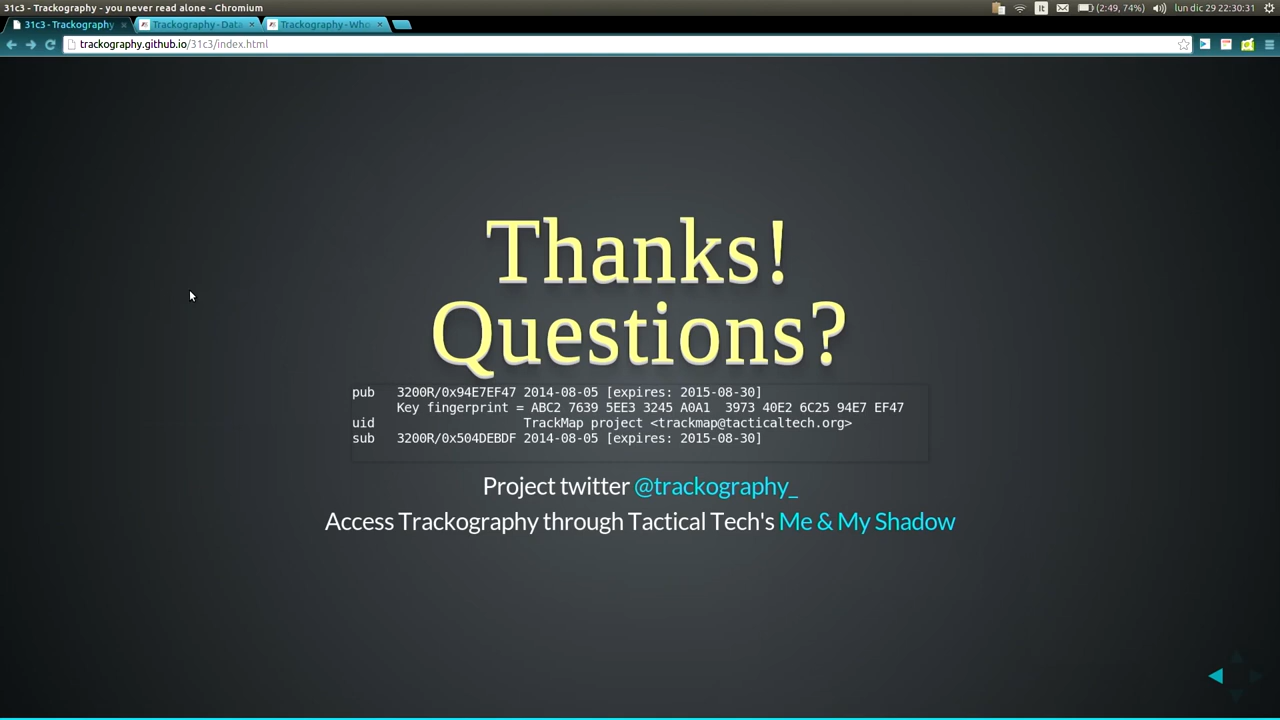 31c3 - Trackography - you never read alone - Chromium
It
(2:49, 74%)
lun dic 29 22:30:31
31c3 - Trackography
Trackography - Data
Trackography - Who
trackography.github.io/31c3/index.html
Thanks!
Questions?
pub 3200R/0x94E7EF47 2014-08-05 [expires: 2015-08-30]
Key fingerprint = ABC2 7639 5EE3 3245 A0A1 3973 40E2 6C25 94E7 EF47
uid TrackMap project <trackmap@tacticaltech.org>
sub 3200R/0x504DEBDF 2014-08-05 [expires: 2015-08-30]
Project twitter @trackography_
Access Trackography through Tactical Tech's Me & My Shadow